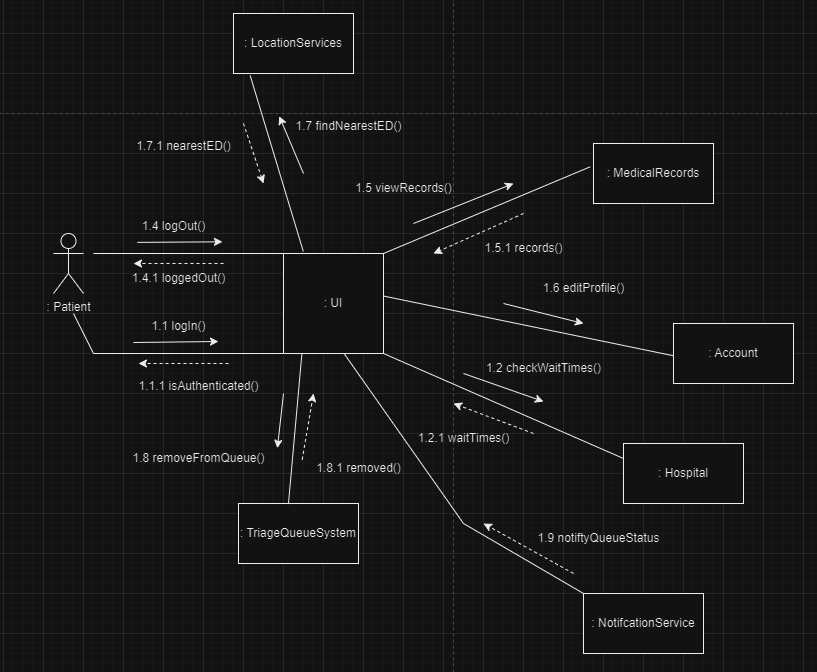 : LocationServices
1.7 findNearestED()
1.7.1 nearestED()
: MedicalRecords
1.5 viewRecords()
1.4 logOut()
1.5.1 records()
1.4.1 loggedOut()
1.6 editProfile()
: Patient
: UI
1.1 logIn()
: Account
1.2 checkWaitTimes()
1.1.1 isAuthenticated()
1.2.1 waitTimes()
1.8 removeFromQueue()
1.8.1 removed()
: Hospital
: TriageQueueSystem
1.9 notiftyQueueStatus
: NotifcationService